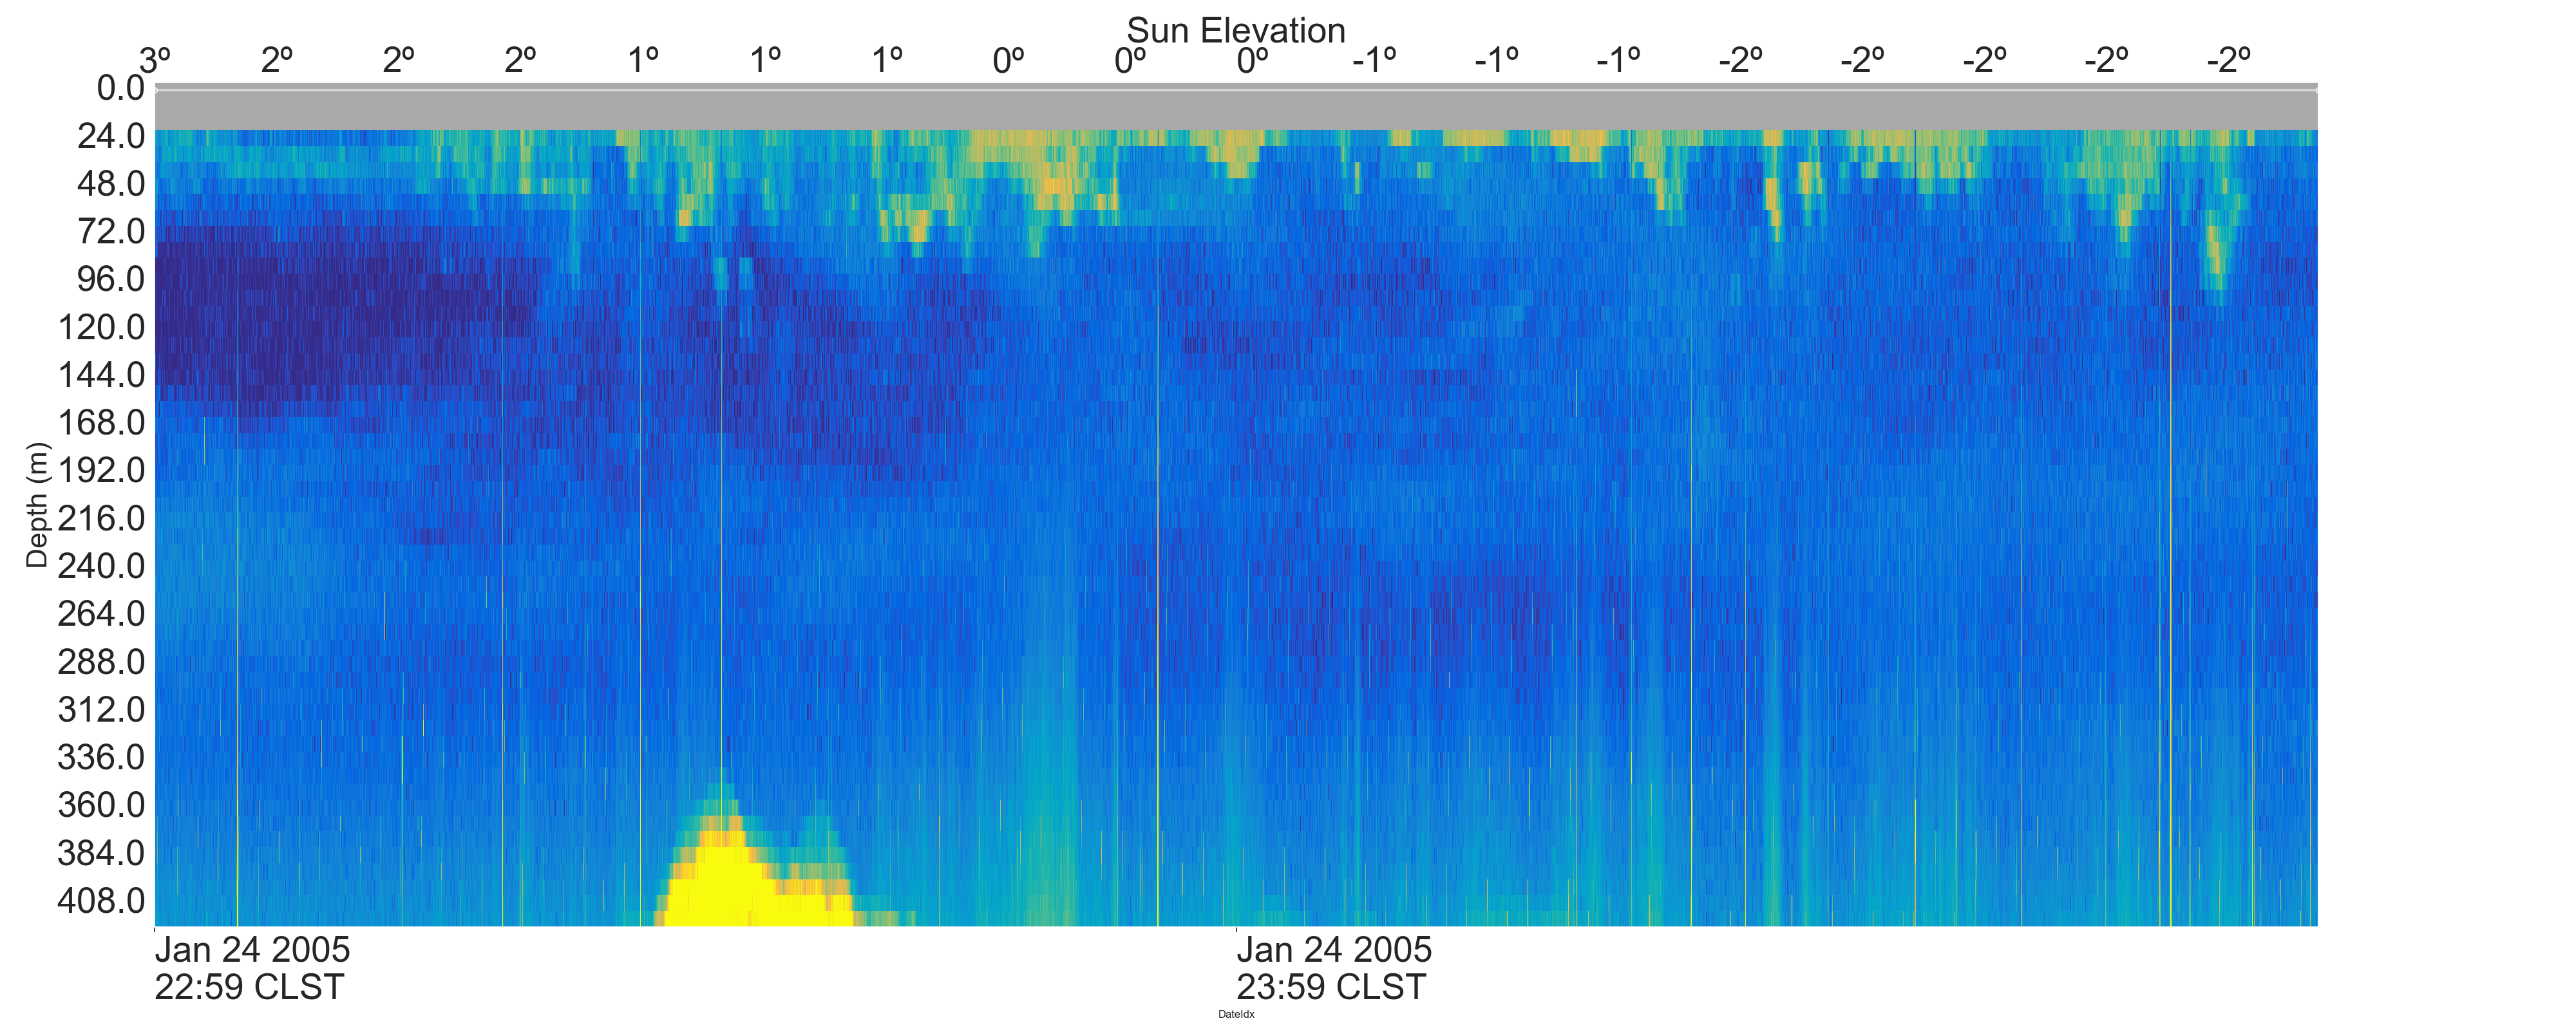 Sun Elevation
3º 2º 2º 2º 1º 1º 1º 0º 0º 0º -1º -1º -1º -2º -2º -2º -2º -2º
0.0
24.0
48.0
72.0
96.0
120.0
144.0
168.0
192.0
216.0
240.0
264.0
288.0
312.0
336.0
360.0
384.0
408.0
Depth (m)
Jan 24 2005
22:59 CLST
Jan 24 2005
23:59 CLST
DateIdx